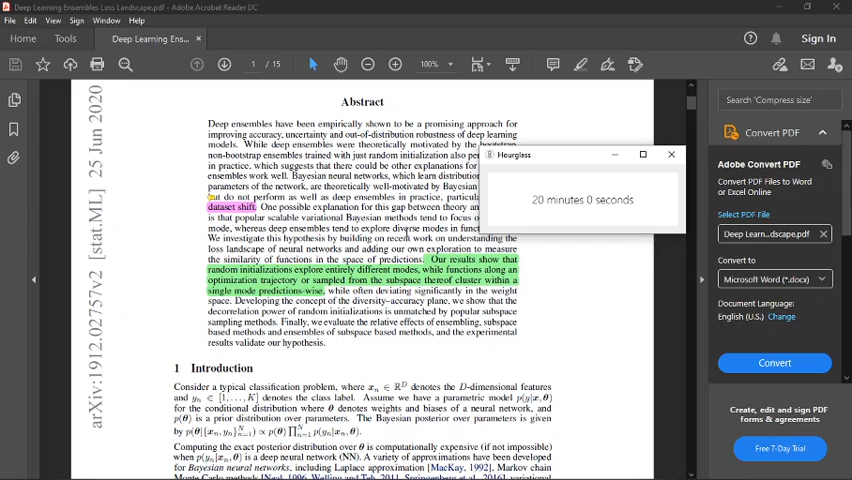 Deep Learning Ensembles Loss Landscape.pdf - Adobe Acrobat Reader DC
File Edit View Sign Window Help
Home Tools Deep Learning Ens... × Sign In
1 / 15 100%
Search 'Compress size'
Convert PDF
Adobe Convert PDF
Convert PDF Files to Word
or Excel Online
Select PDF File
Deep Learn...dscape.pdf
Convert to
Microsoft Word (*.docx)
Document Language:
English (U.S.) Change
Convert
Create, edit and sign PDF
forms & agreements
Free 7-Day Trial
Hourglass
20 minutes 0 seconds
arXiv:1912.02757v2 [stat.ML] 25 Jun 2020
Abstract
Deep ensembles have been empirically shown to be a promising approach for
improving accuracy, uncertainty and out-of-distribution robustness of deep learning
models. While deep ensembles were theoretically motivated by the bootstrap
non-bootstrap ensembles trained with just random initialization also
in practice, which suggests that there could be other explanations for
ensembles work well. Bayesian neural networks, which learn distribution
parameters of the network, are theoretically well-motivated by Bayesian
but do not perform as well as deep ensembles in practice,
dataset shift. One possible explanation for this gap between theory
is that popular scalable variational Bayesian methods tend to focus
mode, whereas deep ensembles tend to explore diverse modes in
We investigate this hypothesis by building on recent work on understanding the
loss landscape of neural networks and adding our own exploration to measure
the similarity of functions in the space of predictions. Our results show that
random initializations explore entirely different modes, while functions along an
optimization trajectory or sampled from the subspace thereof cluster within a
single mode predictions-wise, while often deviating significantly in the weight
space. Developing the concept of the diversity–accuracy plane, we show that the
decorrelation power of random initializations is unmatched by popular subspace
sampling methods. Finally, we evaluate the relative effects of ensembling, subspace
based methods and ensembles of subspace based methods, and the experimental
results validate our hypothesis.
1 Introduction
Consider a typical classification problem, where xₙ ∈ ℝᴰ denotes the D-dimensional features
and yₙ ∈ [1, . . . , K] denotes the class label. Assume we have a parametric model p(y|x, θ)
for the conditional distribution where θ denotes weights and biases of a neural network, and
p(θ) is a prior distribution over parameters. The Bayesian posterior over parameters is given
by p(θ|{xₙ, yₙ}ᴺₙ₌₁) ∝ p(θ) ∏ᴺₙ₌₁ p(yₙ|xₙ, θ).
Computing the exact posterior distribution over θ is computationally expensive (if not impossible)
when p(yₙ|xₙ, θ) is a deep neural network (NN). A variety of approximations have been developed
for Bayesian neural networks, including Laplace approximation [MacKay, 1992], Markov chain
Monte Carlo methods [Neal, 1996, Welling and Teh, 2011, Springenberg et al., 2016], variational